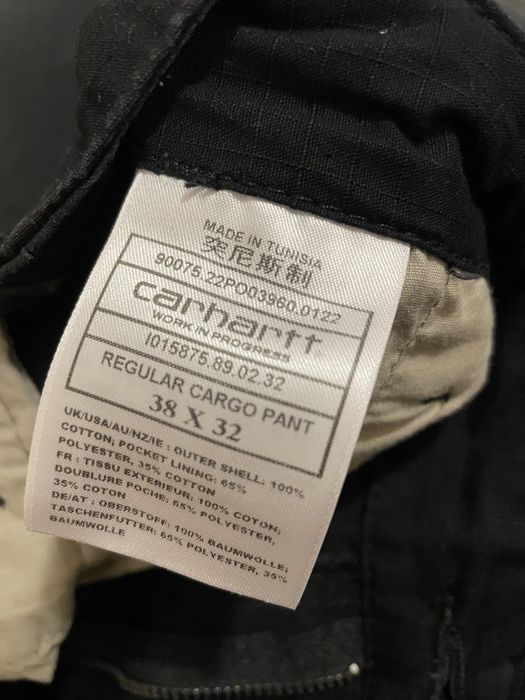 MADE IN TUNISIA
突尼斯制
90075.22PO03960.0122
carhartt
WORK IN PROGRESS
I015875.89.02.32
REGULAR CARGO PANT
38 X 32
UK/USA/AU/NZ/IE : OUTER SHELL: 100%
COTTON; POCKET LINING: 65%
POLYESTER, 35% COTTON
FR : TISSU EXTERIEUR: 100% COTON;
DOUBLURE POCHE: 65% POLYESTER,
35% COTON
DE/AT : OBERSTOFF: 100% BAUMWOLLE;
TASCHENFUTTER: 65% POLYESTER, 35%
BAUMWOLLE